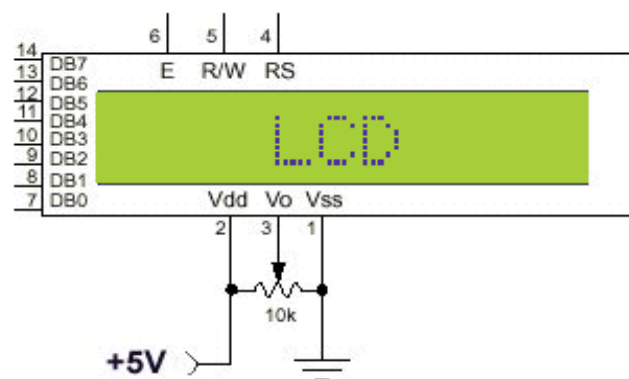 6 5 4
14 DB7 E R/W RS
13 DB6
12 DB5
11 DB4
10 DB3
9 DB2
8 DB1
7 DB0
LCD
Vdd Vo Vss
2 3 1
10k
+5V